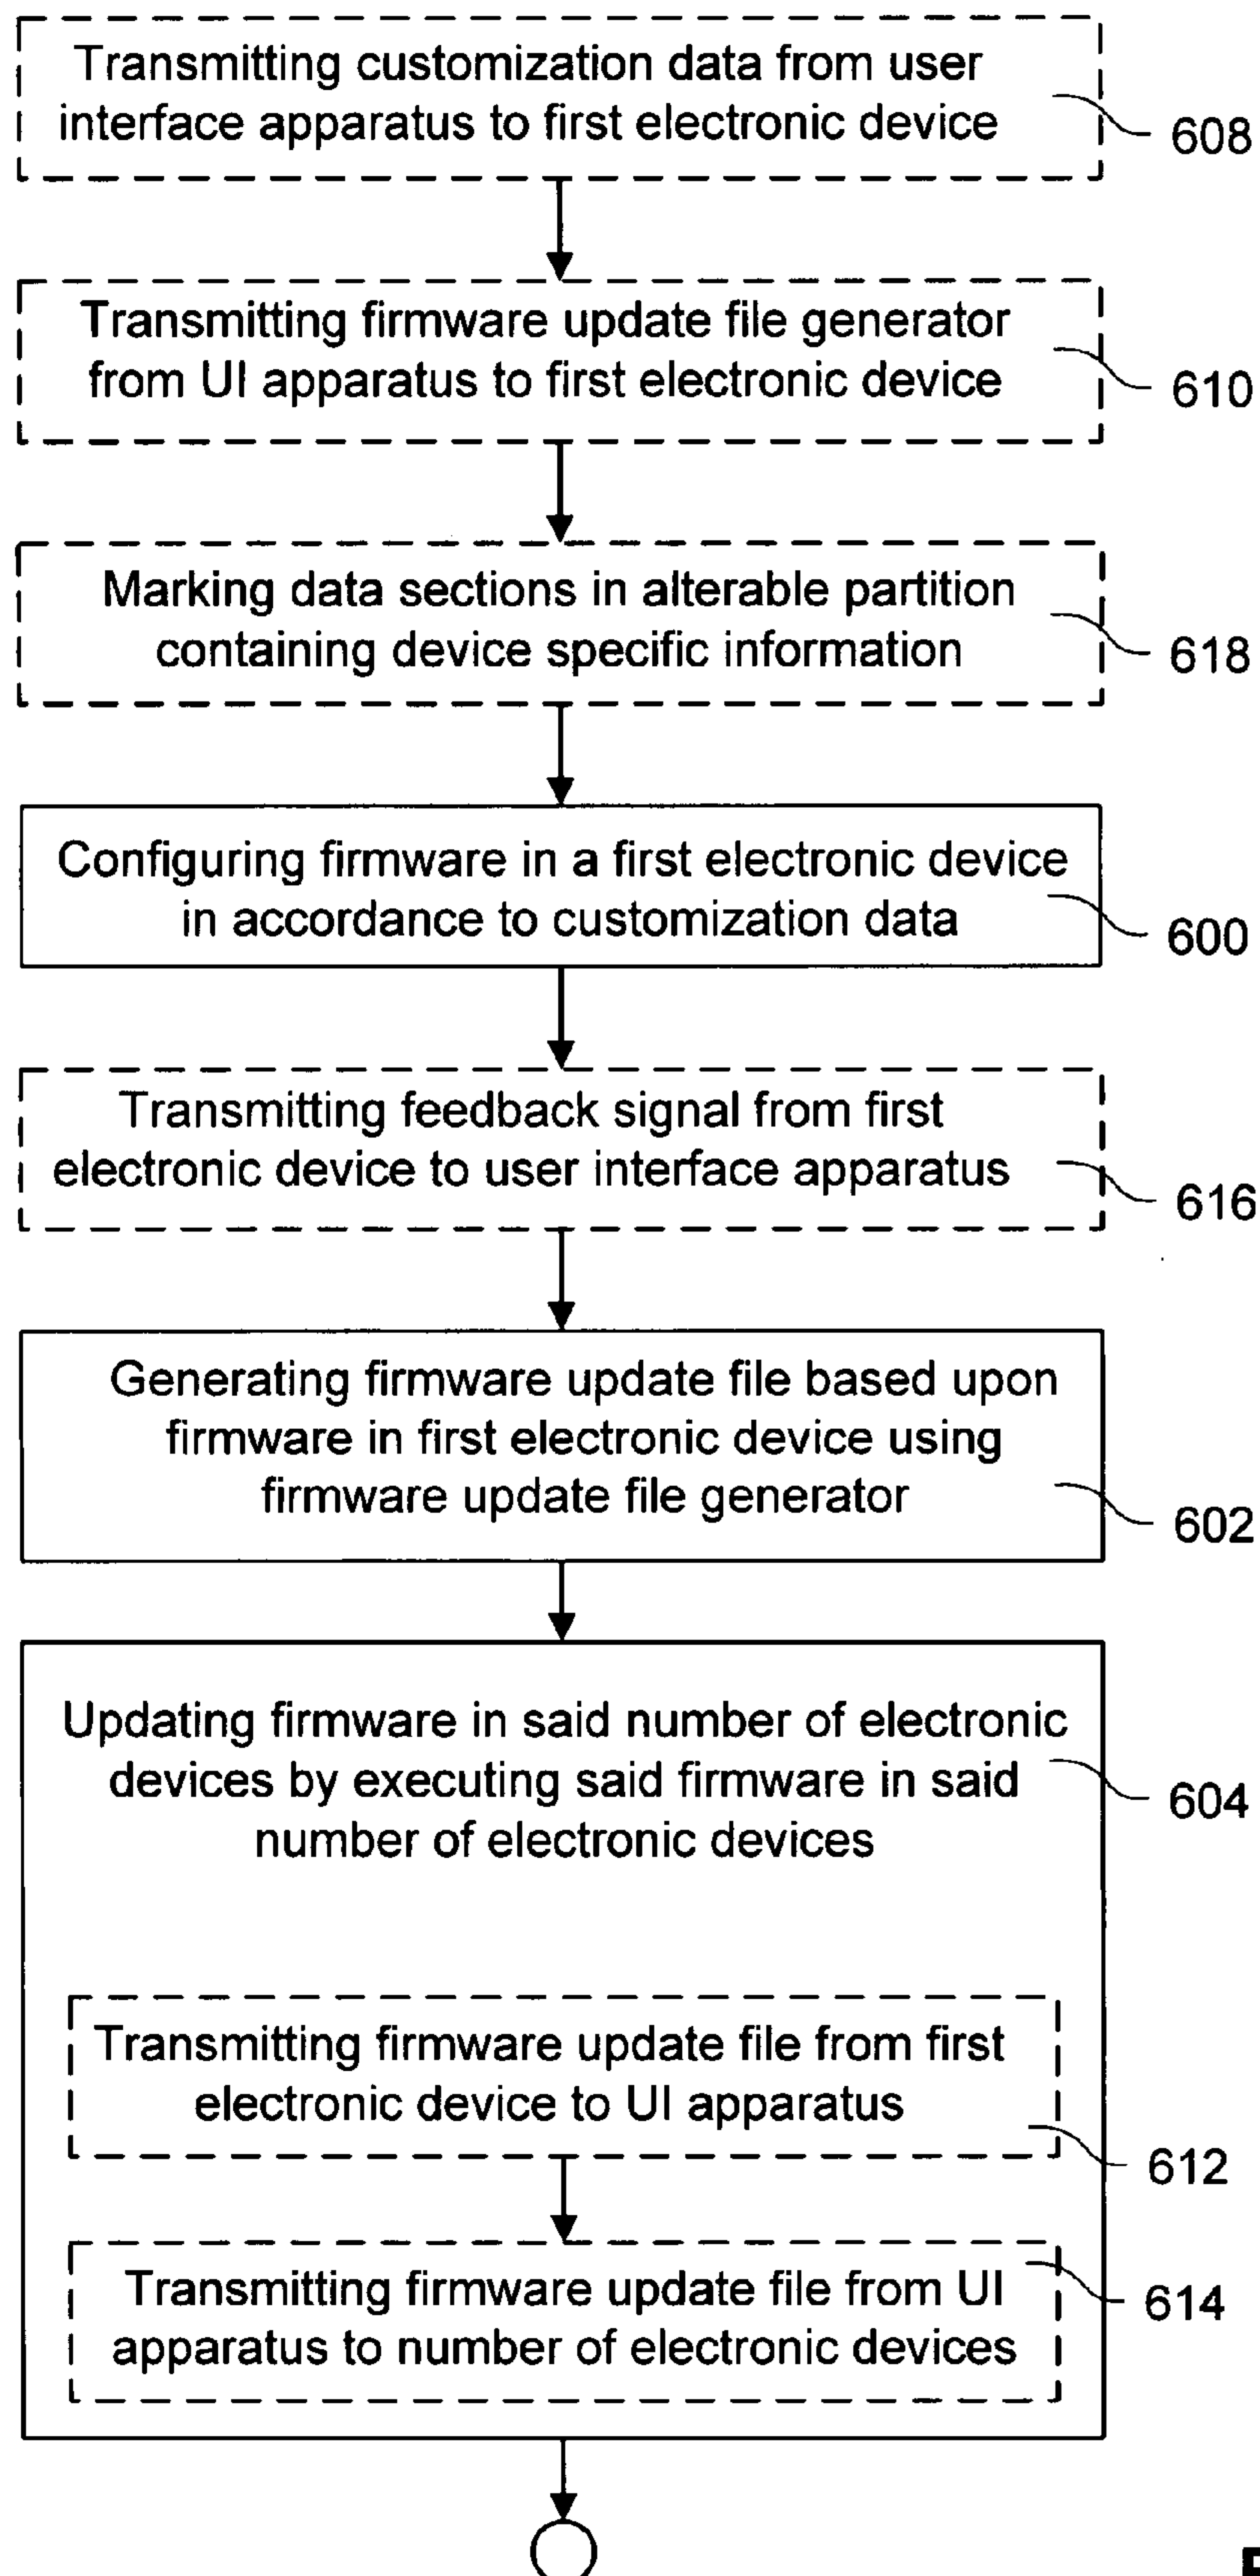 Transmitting customization data from user
interface apparatus to first electronic device
608
Transmitting firmware update file generator
from UI apparatus to first electronic device
610
Marking data sections in alterable partition
containing device specific information
618
Configuring firmware in a first electronic device
in accordance to customization data
600
Transmitting feedback signal from first
electronic device to user interface apparatus
616
Generating firmware update file based upon
firmware in first electronic device using
firmware update file generator
602
Updating firmware in said number of electronic
devices by executing said firmware in said
number of electronic devices
604
Transmitting firmware update file from first
electronic device to UI apparatus
612
Transmitting firmware update file from UI
apparatus to number of electronic devices
614